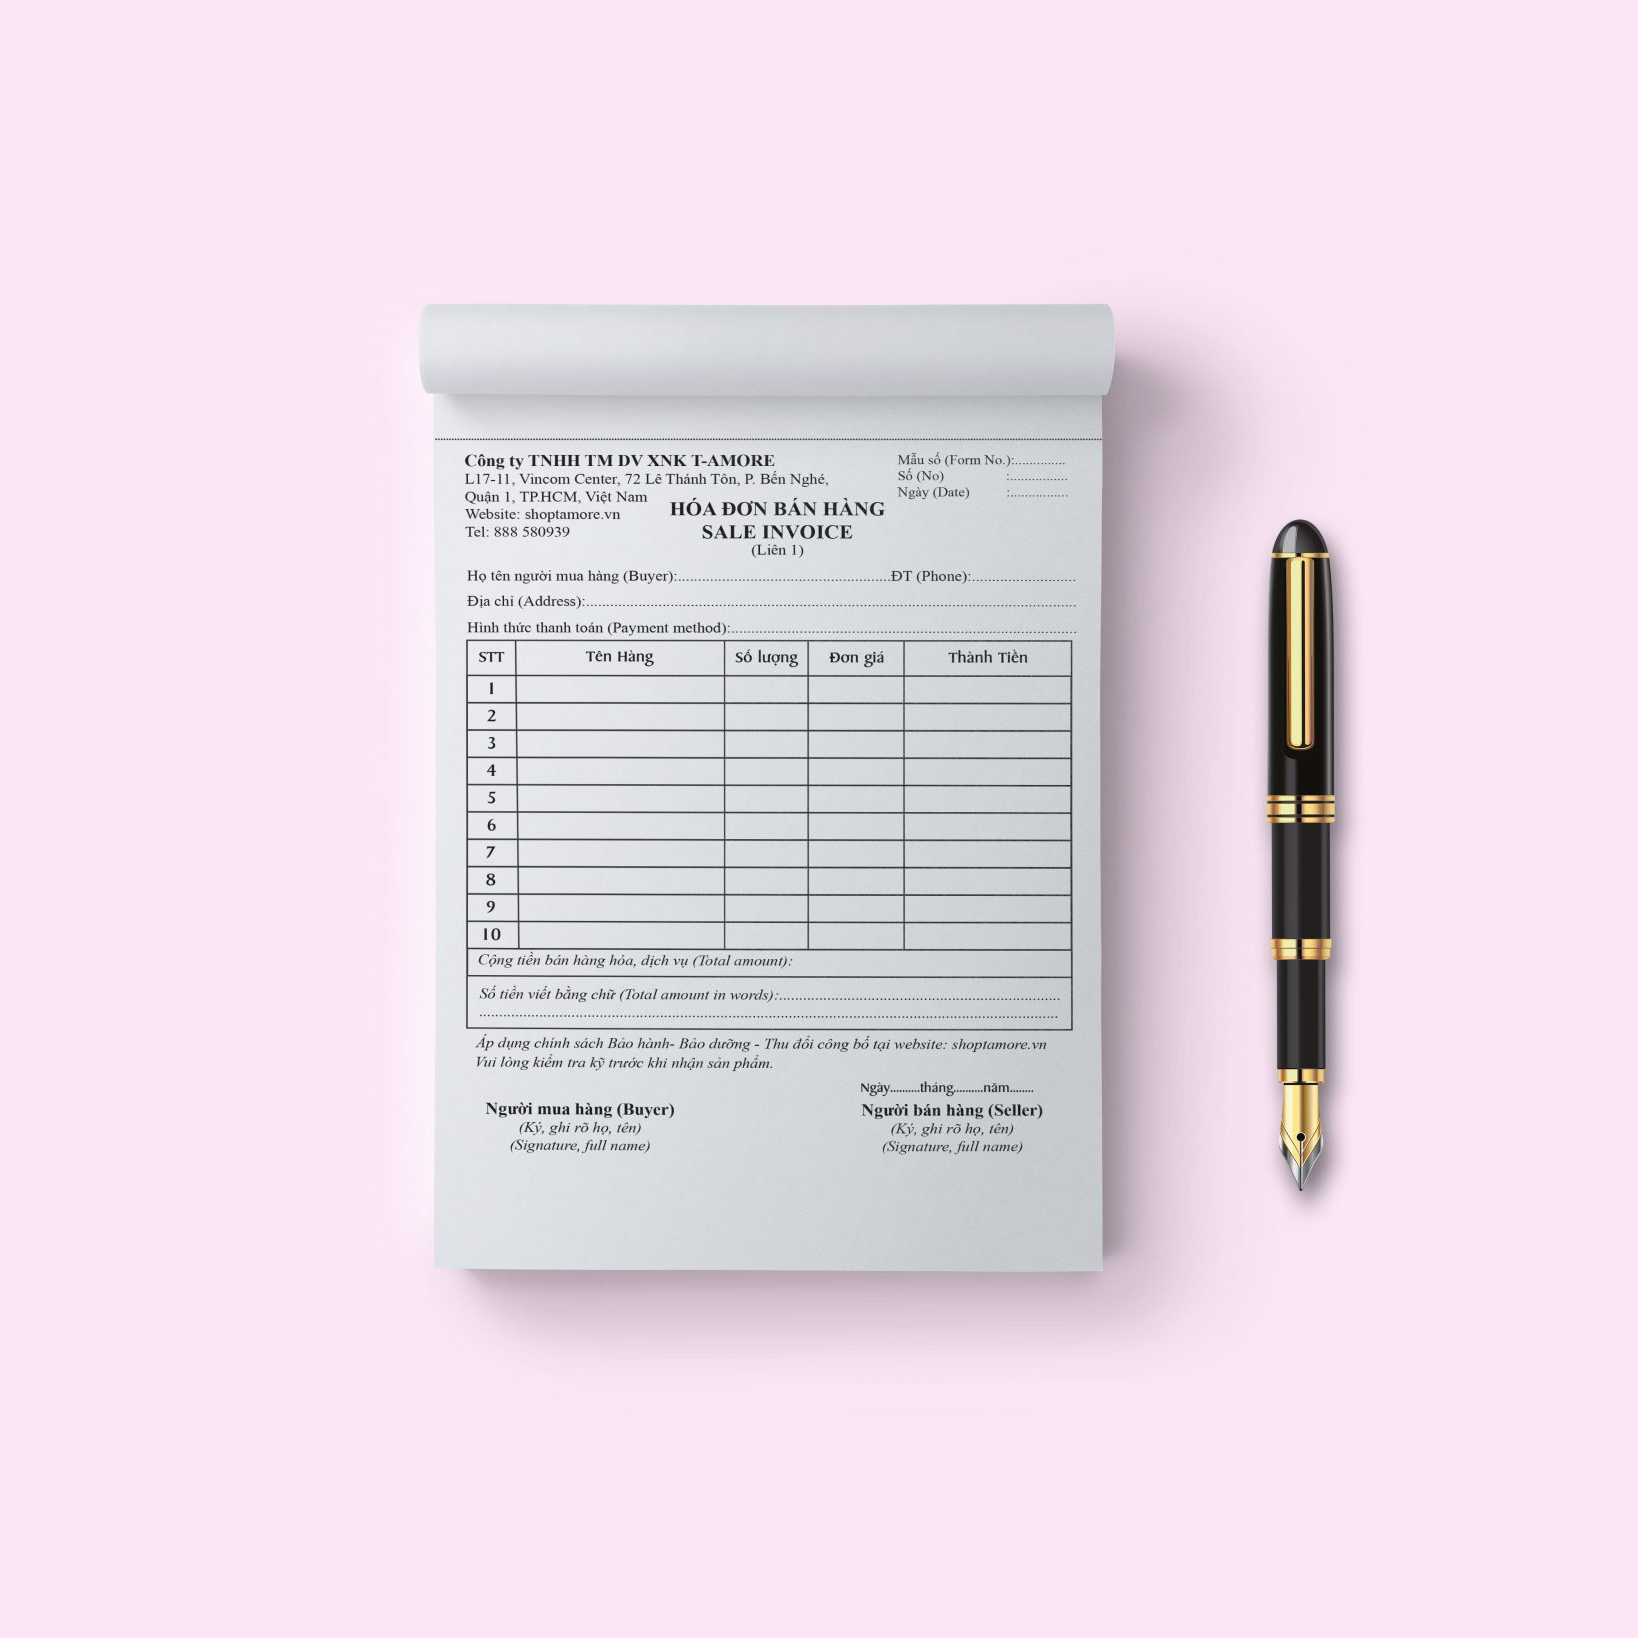 Công ty TNHH TM DV XNK T-AMORE
L17-11, Vincom Center, 72 Lê Thánh Tôn, P. Bến Nghé,
Quận 1, TP.HCM, Việt Nam
Website: shoptamore.vn
Tel: 888 580939
Mẫu số (Form No.):..............
Số (No) :...............
Ngày (Date) :...............
HÓA ĐƠN BÁN HÀNG
SALE INVOICE
(Liên 1)
Họ tên người mua hàng (Buyer):.....................................................ĐT (Phone):..........................
Địa chỉ (Address):..........................................................................................................................
Hình thức thanh toán (Payment method):......................................................................................
STT Tên Hàng Số lượng Đơn giá Thành Tiền
1
2
3
4
5
6
7
8
9
10
Cộng tiền bán hàng hóa, dịch vụ (Total amount):
Số tiền viết bằng chữ (Total amount in words):......................................................................
.................................................................................................................................................
Áp dụng chính sách Bảo hành- Bảo dưỡng - Thu đổi công bố tại website: shoptamore.vn
Vui lòng kiểm tra kỹ trước khi nhận sản phẩm.
Ngày..........tháng..........năm........
Người mua hàng (Buyer)
(Ký, ghi rõ họ, tên)
(Signature, full name)
Người bán hàng (Seller)
(Ký, ghi rõ họ, tên)
(Signature, full name)